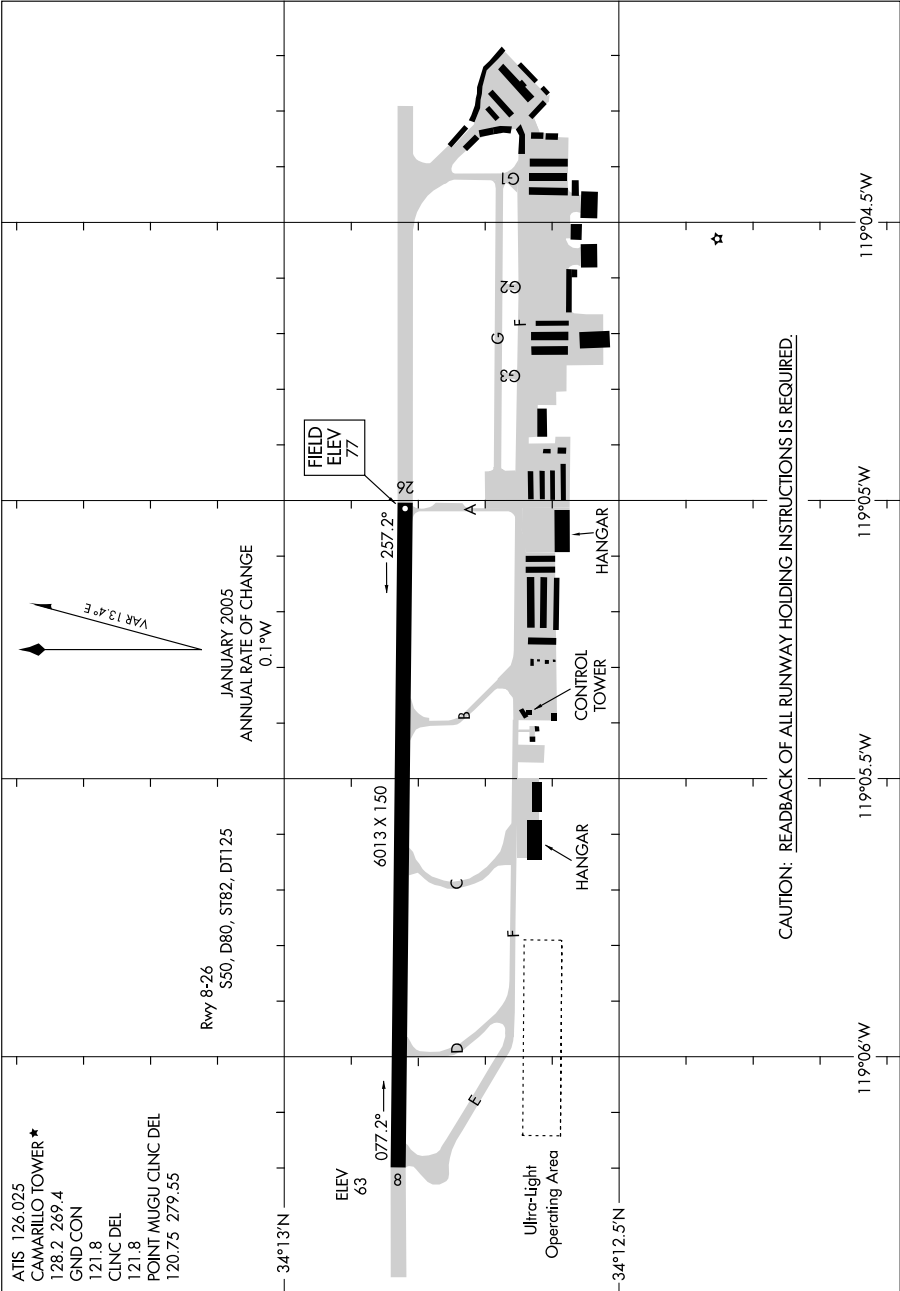 ATIS 126.025
CAMARILLO TOWER ★
128.2 269.4
GND CON
121.8
CLNC DEL
121.8
POINT MUGU CLNC DEL
120.75 279.55
Rwy 8-26
S50, D80, ST82, DT125
VAR 13.4°E
JANUARY 2005
ANNUAL RATE OF CHANGE
0.1°W
34°13'N
ELEV
63
8
077.2°
6013 X 150
257.2°
26
FIELD
ELEV
77
E
D
C
B
A
G
G3
G2
G1
F
F
Ultra-Light
Operating Area
HANGAR
CONTROL
TOWER
HANGAR
34°12.5'N
CAUTION: READBACK OF ALL RUNWAY HOLDING INSTRUCTIONS IS REQUIRED.
119°06'W
119°05.5'W
119°05'W
119°04.5'W